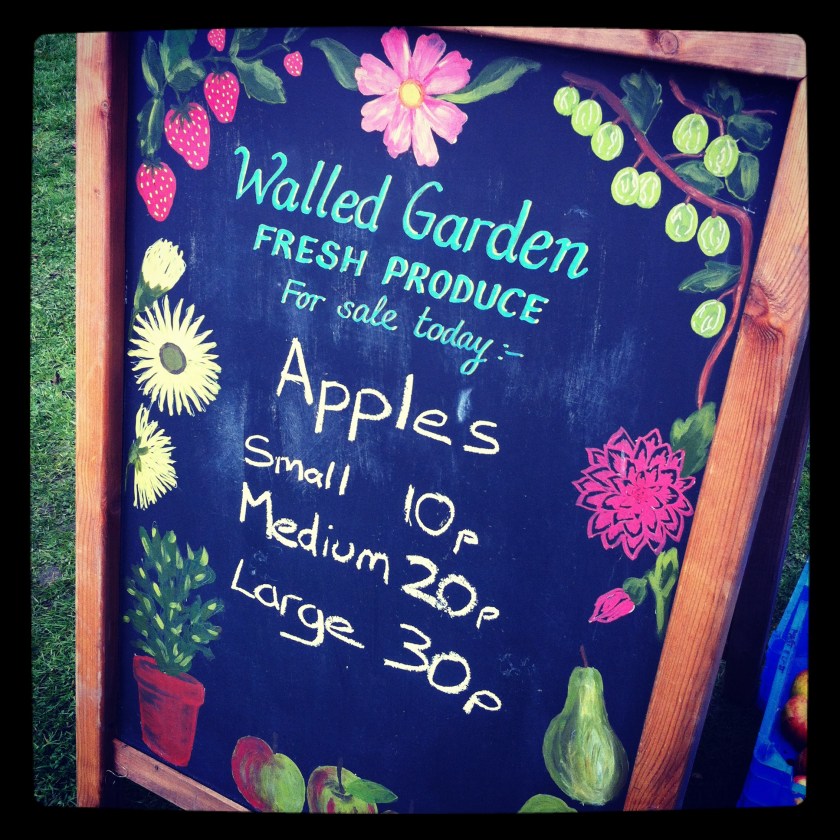 Walled Garden
FRESH PRODUCE
For sale today:-
Apples
Small 10p
Medium 20p
Large 30p